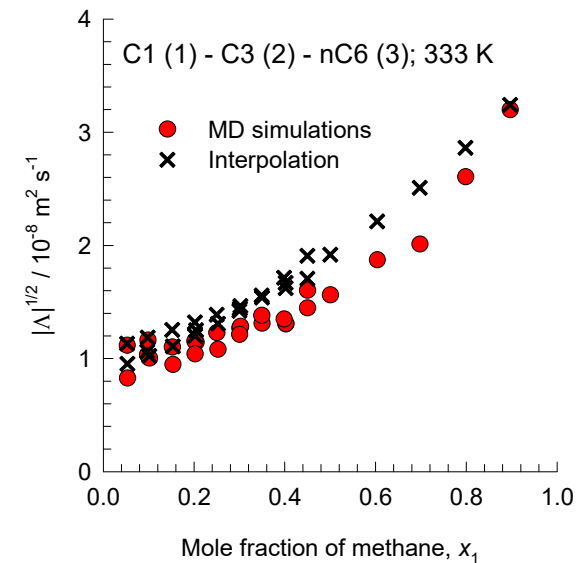 C1 (1) - C3 (2) - nC6 (3); 333 K
MD simulations
Interpolation
|Λ|^1/2 / 10^-8 m^2 s^-1
4
3
2
1
0
0.0 0.2 0.4 0.6 0.8 1.0
Mole fraction of methane, x_1